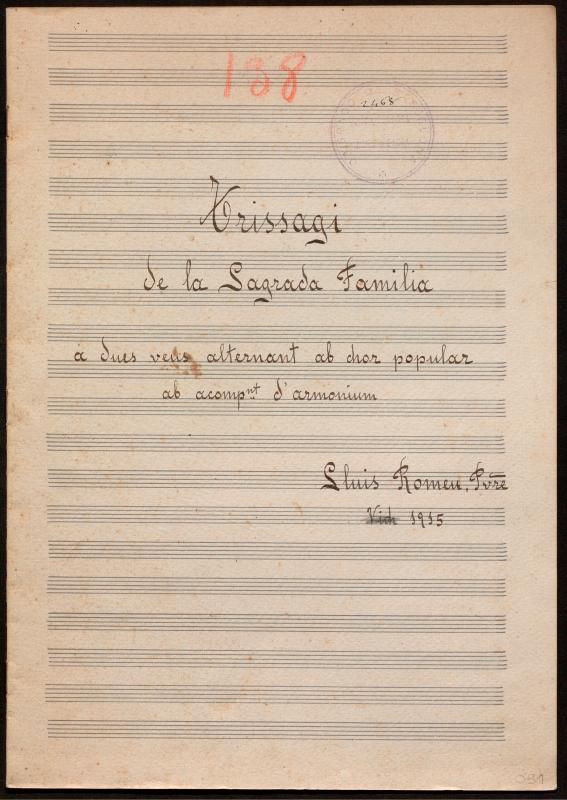 138
2468
Trissagi
de la Sagrada Familia
a dues veus alternant ab chor popular
ab acompnt d'armonium
Lluis Romeu, Pvre
Vich 1915